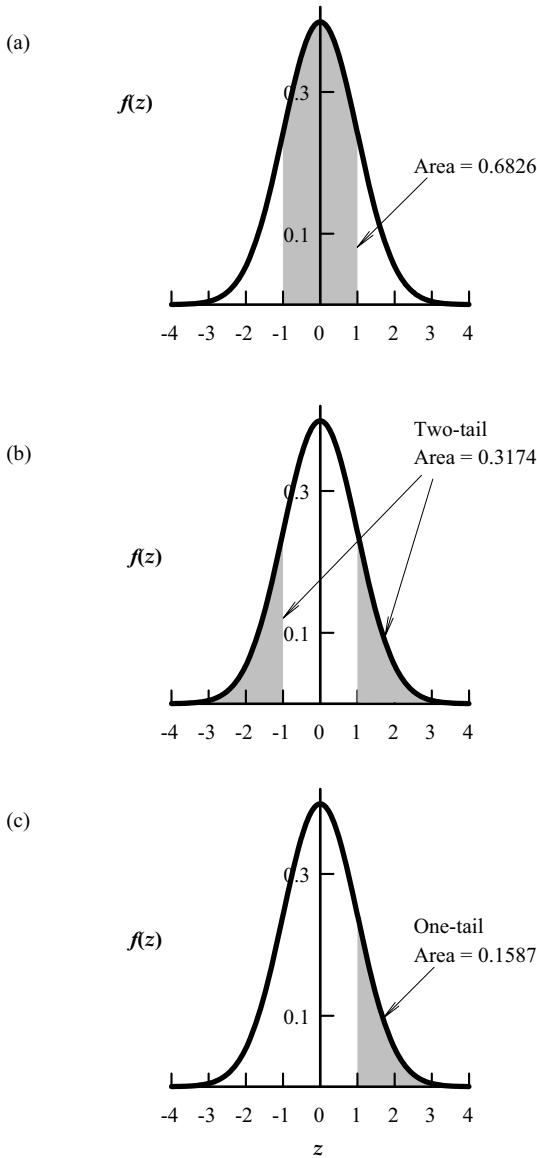 (a)
f(z)
0.3
Area = 0.6826
0.1
-4 -3 -2 -1 0 1 2 3 4
(b)
Two-tail
Area = 0.3174
0.3
f(z)
0.1
-4 -3 -2 -1 0 1 2 3 4
(c)
0.3
f(z)
One-tail
Area = 0.1587
0.1
-4 -3 -2 -1 0 1 2 3 4
z